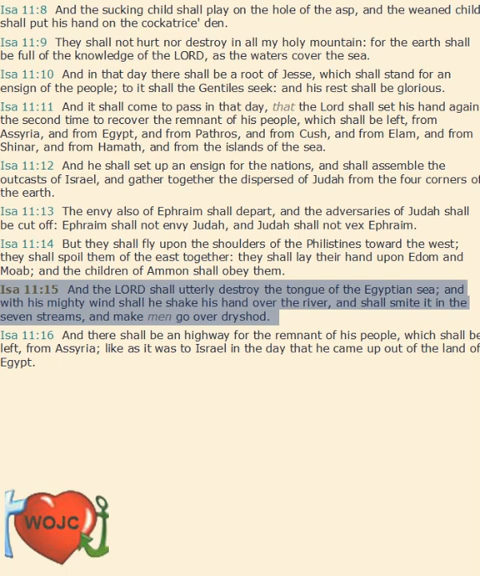 Isa 11:8 And the sucking child shall play on the hole of the asp, and the weaned child
shall put his hand on the cockatrice' den.
Isa 11:9 They shall not hurt nor destroy in all my holy mountain: for the earth shall
be full of the knowledge of the LORD, as the waters cover the sea.
Isa 11:10 And in that day there shall be a root of Jesse, which shall stand for an
ensign of the people; to it shall the Gentiles seek: and his rest shall be glorious.
Isa 11:11 And it shall come to pass in that day, that the Lord shall set his hand again
the second time to recover the remnant of his people, which shall be left, from
Assyria, and from Egypt, and from Pathros, and from Cush, and from Elam, and from
Shinar, and from Hamath, and from the islands of the sea.
Isa 11:12 And he shall set up an ensign for the nations, and shall assemble the
outcasts of Israel, and gather together the dispersed of Judah from the four corners of
the earth.
Isa 11:13 The envy also of Ephraim shall depart, and the adversaries of Judah shall
be cut off: Ephraim shall not envy Judah, and Judah shall not vex Ephraim.
Isa 11:14 But they shall fly upon the shoulders of the Philistines toward the west;
they shall spoil them of the east together: they shall lay their hand upon Edom and
Moab; and the children of Ammon shall obey them.
Isa 11:15 And the LORD shall utterly destroy the tongue of the Egyptian sea; and
with his mighty wind shall he shake his hand over the river, and shall smite it in the
seven streams, and make men go over dryshod.
Isa 11:16 And there shall be an highway for the remnant of his people, which shall be
left, from Assyria; like as it was to Israel in the day that he came up out of the land of
Egypt.
WOJC